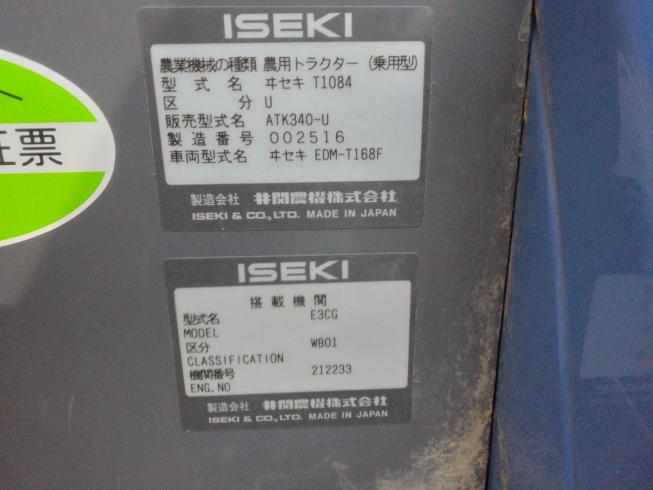 ISEKI
農業機械の種類 農用トラクター (乗用型)
型式名 ヰセキ T1084
区分 U
販売型式名 ATK340-U
製造番号 002516
車両型式名 ヰセキ EDM-T168F
製造会社 井関農機株式会社
ISEKI & CO., LTD. MADE IN JAPAN
証票
ISEKI
搭載機関
型式名 E3CG
MODEL
区分 WB01
CLASSIFICATION
機関番号 212233
ENG.NO
製造会社 井関農機株式会社
ISEKI & CO., LTD. MADE IN JAPAN